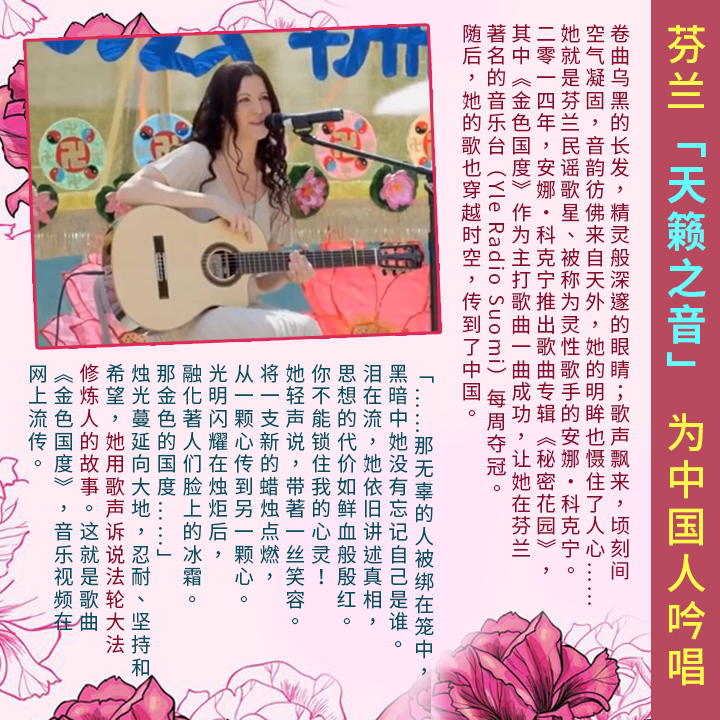 芬兰「天籁之音」 为中国人吟唱
卷曲乌黑的长发，精灵般深邃的眼睛；歌声飘来，顷刻间
空气凝固，音韵彷佛来自天外，她的明眸也慑住了人心……
她就是芬兰民谣歌星、被称为灵性歌手的安娜·科克宁。
二零一四年，安娜·科克宁推出歌曲专辑《秘密花园》，
其中《金色国度》作为主打歌曲一曲成功，让她在芬兰
著名的音乐台（Yle Radio Suomi）每周夺冠。
随后，她的歌也穿越时空，传到了中国。
「……那无辜的人被绑在笼中，
黑暗中她没有忘记自己是谁。
泪在流，她依旧讲述真相，
思想的代价如鲜血般殷红。
你不能锁住我的心灵！
她轻声说，带著一丝笑容。
将一支新的蜡烛点燃，
从一颗心传到另一颗心。
光明闪耀在烛炬后，
融化著人们脸上的冰霜。
那金色的国度……」
烛光蔓延向大地，忍耐、坚持和
希望，她用歌声诉说法轮大法
修炼人的故事。这就是歌曲
《金色国度》，音乐视频在
网上流传。